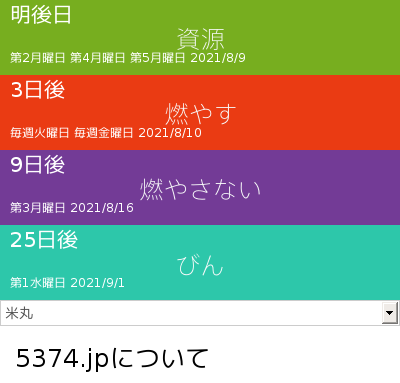 明後日
資源
第2月曜日 第4月曜日 第5月曜日 2021/8/9
3日後
燃やす
毎週火曜日 毎週金曜日 2021/8/10
9日後
燃やさない
第3月曜日 2021/8/16
25日後
びん
第1水曜日 2021/9/1
米丸
5374.jpについて